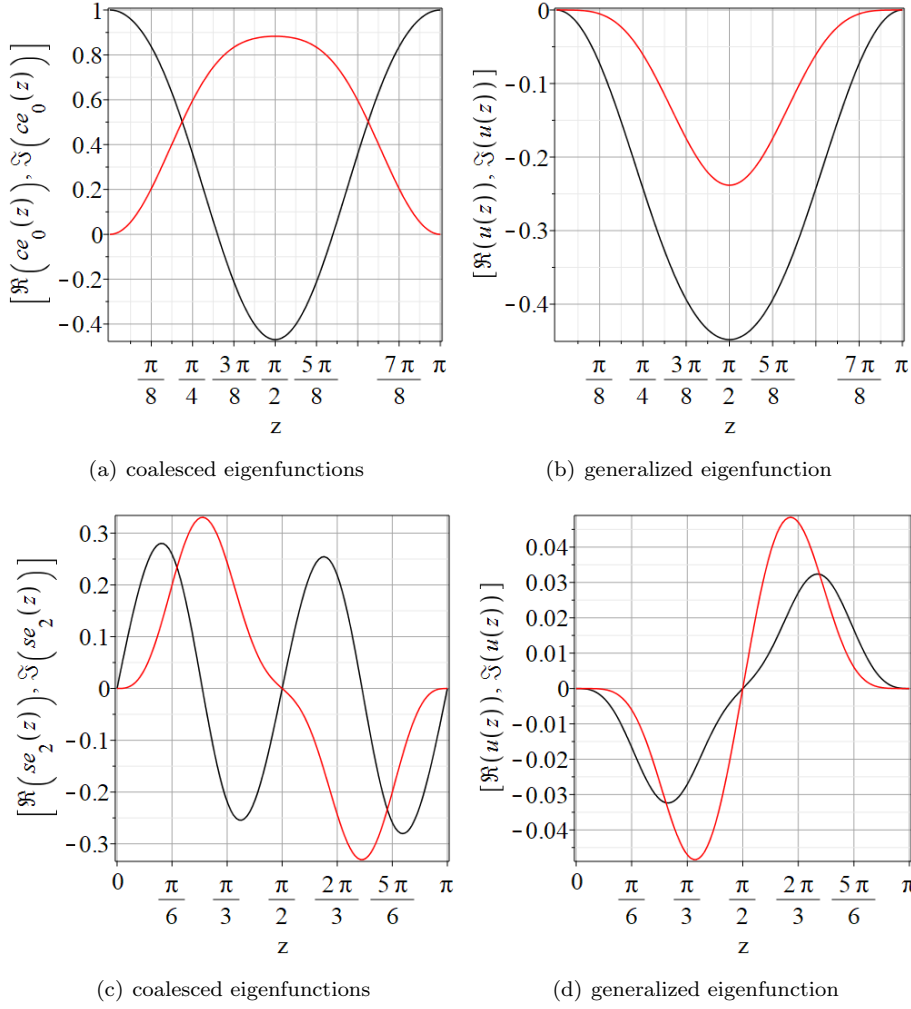 [ℜ(ce₀(z)), ℑ(ce₀(z))]
1
0.8
0.6
0.4
0.2
0
-0.2
-0.4
π/8 π/4 3π/8 π/2 5π/8 7π/8 π
z
(a) coalesced eigenfunctions
[ℜ(u(z)), ℑ(u(z))]
0
-0.1
-0.2
-0.3
-0.4
π/8 π/4 3π/8 π/2 5π/8 7π/8 π
z
(b) generalized eigenfunction
[ℜ(se₂(z)), ℑ(se₂(z))]
0.3
0.2
0.1
0
-0.1
-0.2
-0.3
0 π/6 π/3 π/2 2π/3 5π/6 π
z
(c) coalesced eigenfunctions
[ℜ(u(z)), ℑ(u(z))]
0.04
0.03
0.02
0.01
0
-0.01
-0.02
-0.03
-0.04
0 π/6 π/3 π/2 2π/3 5π/6 π
z
(d) generalized eigenfunction